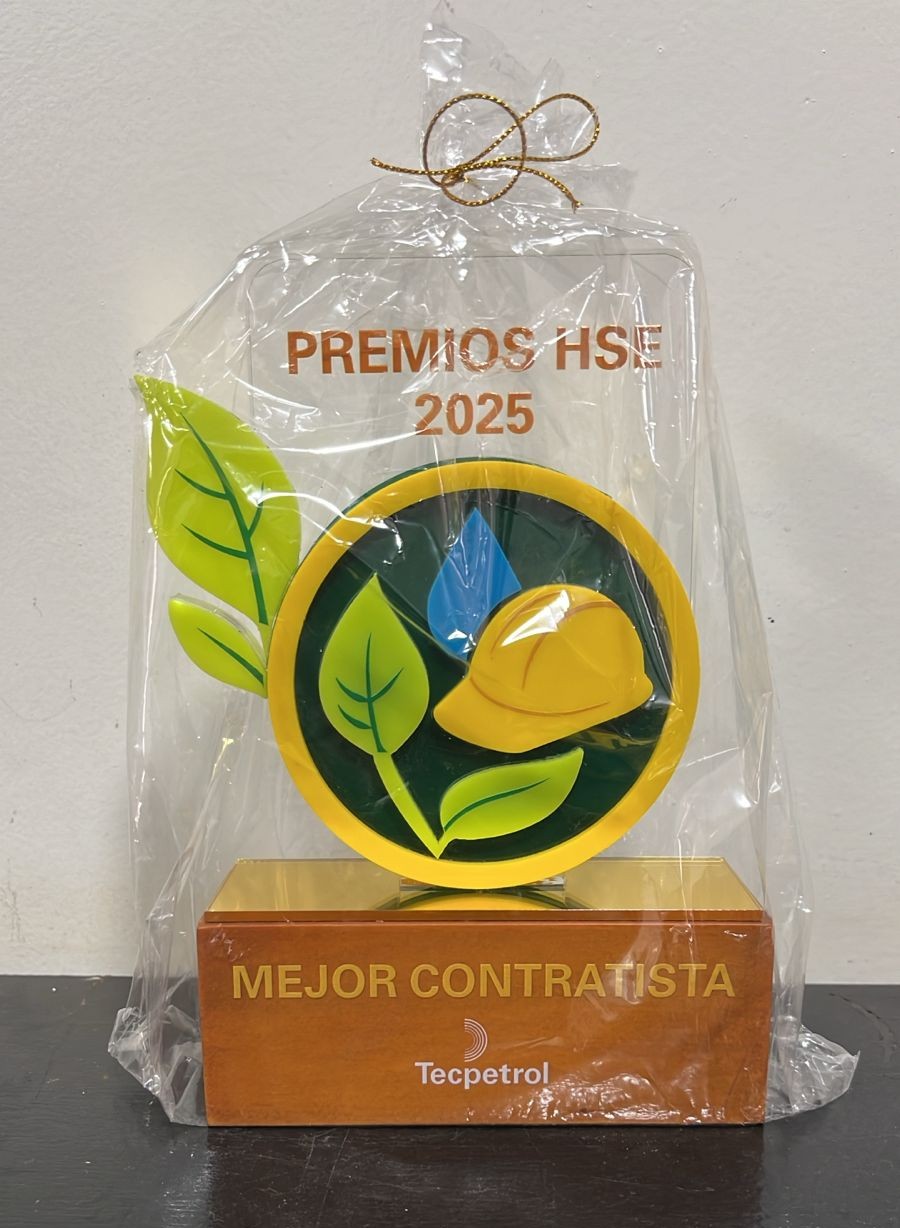 PREMIOS HSE
2025
MEJOR CONTRATISTA
Tecpetrol